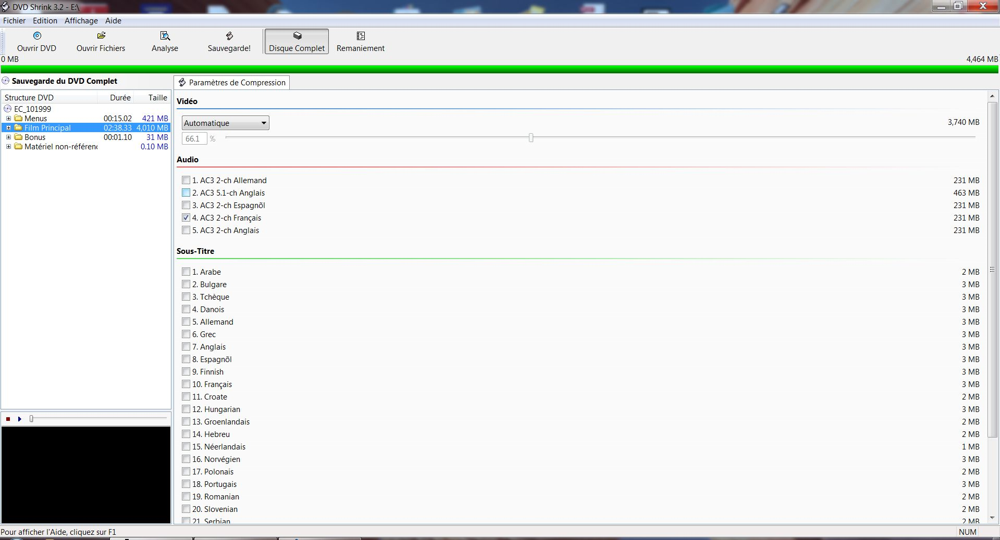 DVD Shrink 3.2 - E:\
Fichier Edition Affichage Aide
Ouvrir DVD Ouvrir Fichiers Analyse Sauvegarde! Disque Complet Remaniement
0 MB 4,464 MB
Sauvegarde du DVD Complet
Paramètres de Compression
Structure DVD Durée Taille
EC_101999
Menus 00:15.02 421 MB
Film Principal 02:38.33 4,010 MB
Bonus 00:01.10 31 MB
Matériel non-référen 0.10 MB
Vidéo
Automatique 3,740 MB
66.1 %
Audio
1. AC3 2-ch Allemand 231 MB
2. AC3 5.1-ch Anglais 463 MB
3. AC3 2-ch Espagnõl 231 MB
4. AC3 2-ch Français 231 MB
5. AC3 2-ch Anglais 231 MB
Sous-Titre
1. Arabe 2 MB
2. Bulgare 3 MB
3. Tchèque 3 MB
4. Danois 3 MB
5. Allemand 3 MB
6. Grec 3 MB
7. Anglais 3 MB
8. Espagnõl 3 MB
9. Finnish 3 MB
10. Français 3 MB
11. Croate 2 MB
12. Hungarian 3 MB
13. Groenlandais 2 MB
14. Hebreu 2 MB
15. Néerlandais 1 MB
16. Norvégien 3 MB
17. Polonais 2 MB
18. Portugais 3 MB
19. Romanian 2 MB
20. Slovenian 2 MB
21. Serbian 2 MB
Pour afficher l'Aide, cliquez sur F1
NUM